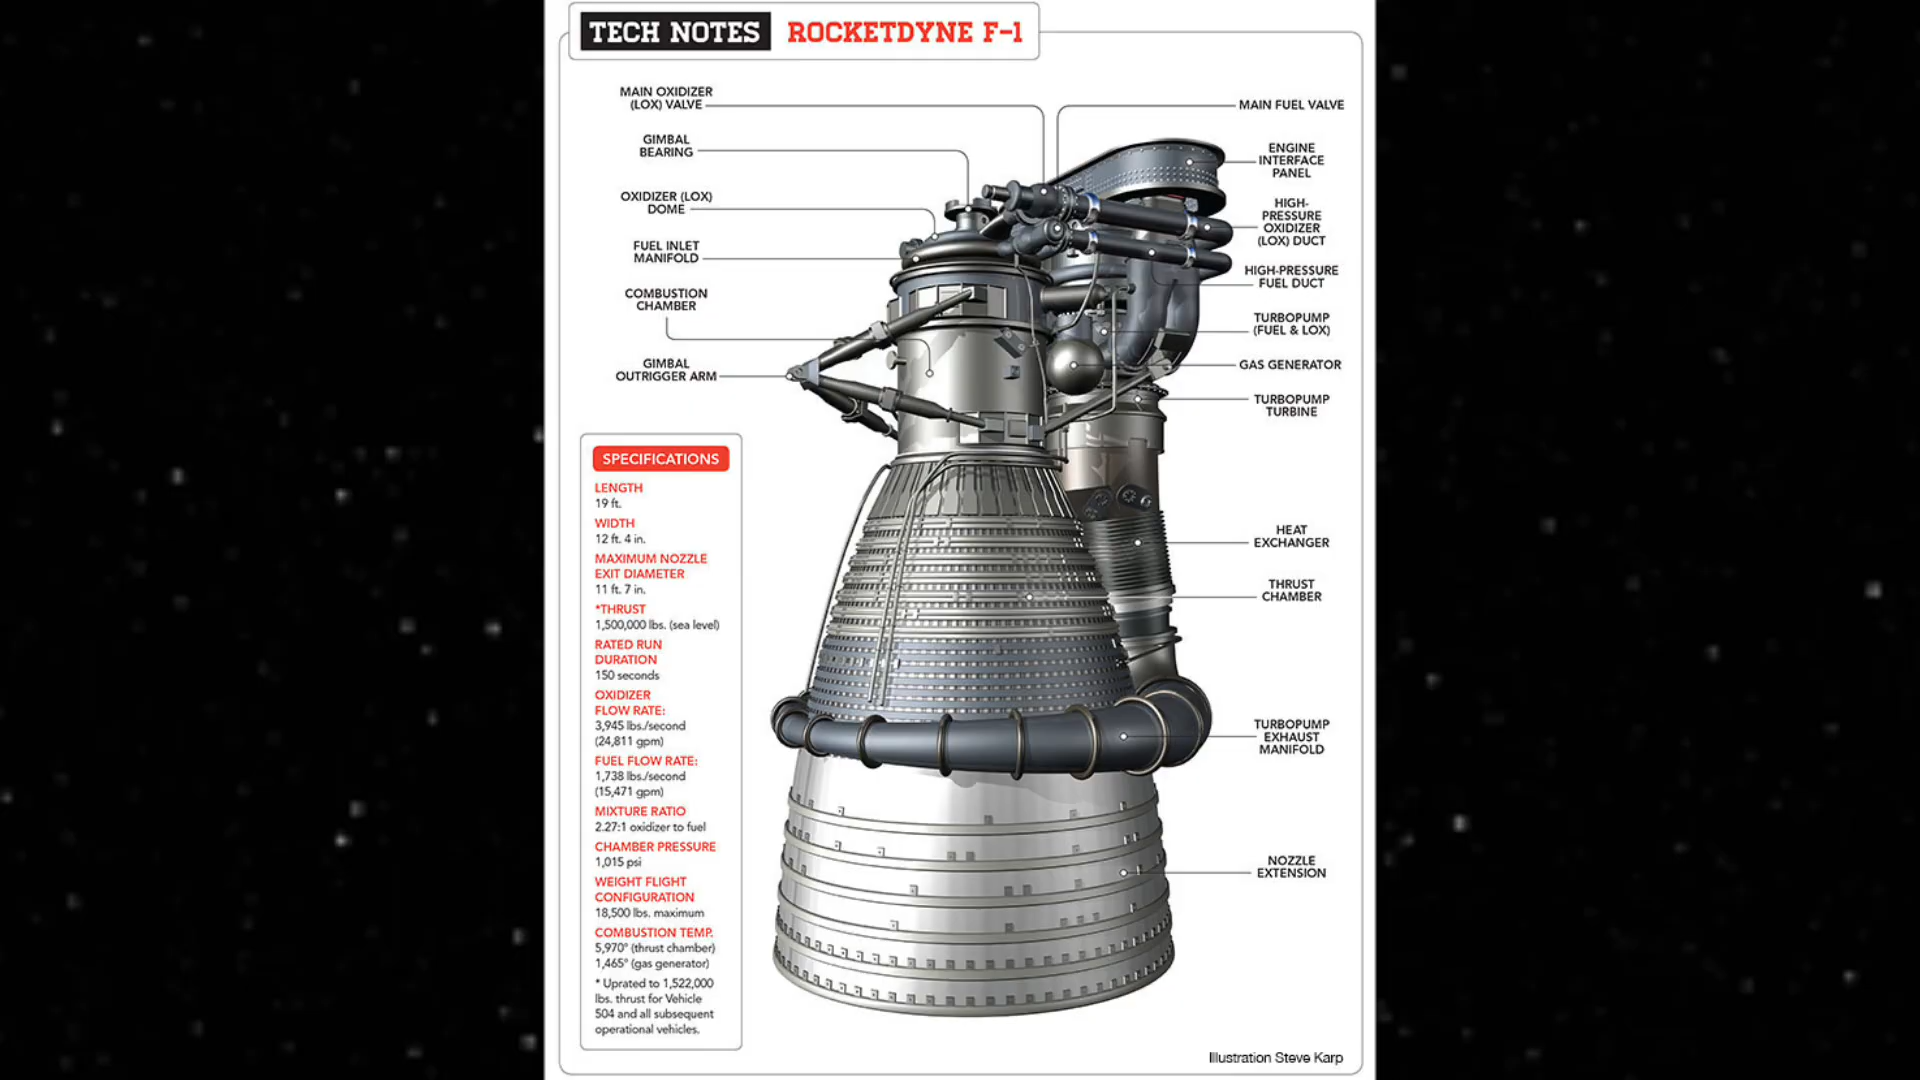 TECH NOTES ROCKETDYNE F-1
MAIN OXIDIZER
(LOX) VALVE
GIMBAL
BEARING
OXIDIZER (LOX)
DOME
FUEL INLET
MANIFOLD
COMBUSTION
CHAMBER
GIMBAL
OUTRIGGER ARM
MAIN FUEL VALVE
ENGINE
INTERFACE
PANEL
HIGH-
PRESSURE
OXIDIZER
(LOX) DUCT
HIGH-PRESSURE
FUEL DUCT
TURBOPUMP
(FUEL & LOX)
GAS GENERATOR
TURBOPUMP
TURBINE
HEAT
EXCHANGER
THRUST
CHAMBER
TURBOPUMP
EXHAUST
MANIFOLD
NOZZLE
EXTENSION
SPECIFICATIONS
LENGTH
19 ft.
WIDTH
12 ft. 4 in.
MAXIMUM NOZZLE
EXIT DIAMETER
11 ft. 7 in.
*THRUST
1,500,000 lbs. (sea level)
RATED RUN
DURATION
150 seconds
OXIDIZER
FLOW RATE:
3,945 lbs./second
(24,811 gpm)
FUEL FLOW RATE:
1,738 lbs./second
(15,471 gpm)
MIXTURE RATIO
2.27:1 oxidizer to fuel
CHAMBER PRESSURE
1,015 psi
WEIGHT FLIGHT
CONFIGURATION
18,500 lbs. maximum
COMBUSTION TEMP.
5,970° (thrust chamber)
1,465° (gas generator)
* Uprated to 1,522,000
lbs. thrust for Vehicle
504 and all subsequent
operational vehicles.
Illustration Steve Karp